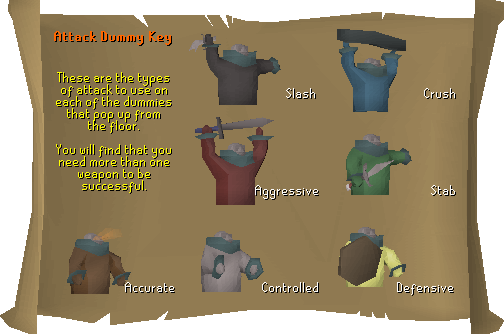 Attack Dummy Key
These are the types
of attack to use on
each of the dummies
that pop up from
the floor.
You will find that you
need more than one
weapon to be
successful.
Slash
Crush
Aggressive
Stab
Accurate
Controlled
Defensive